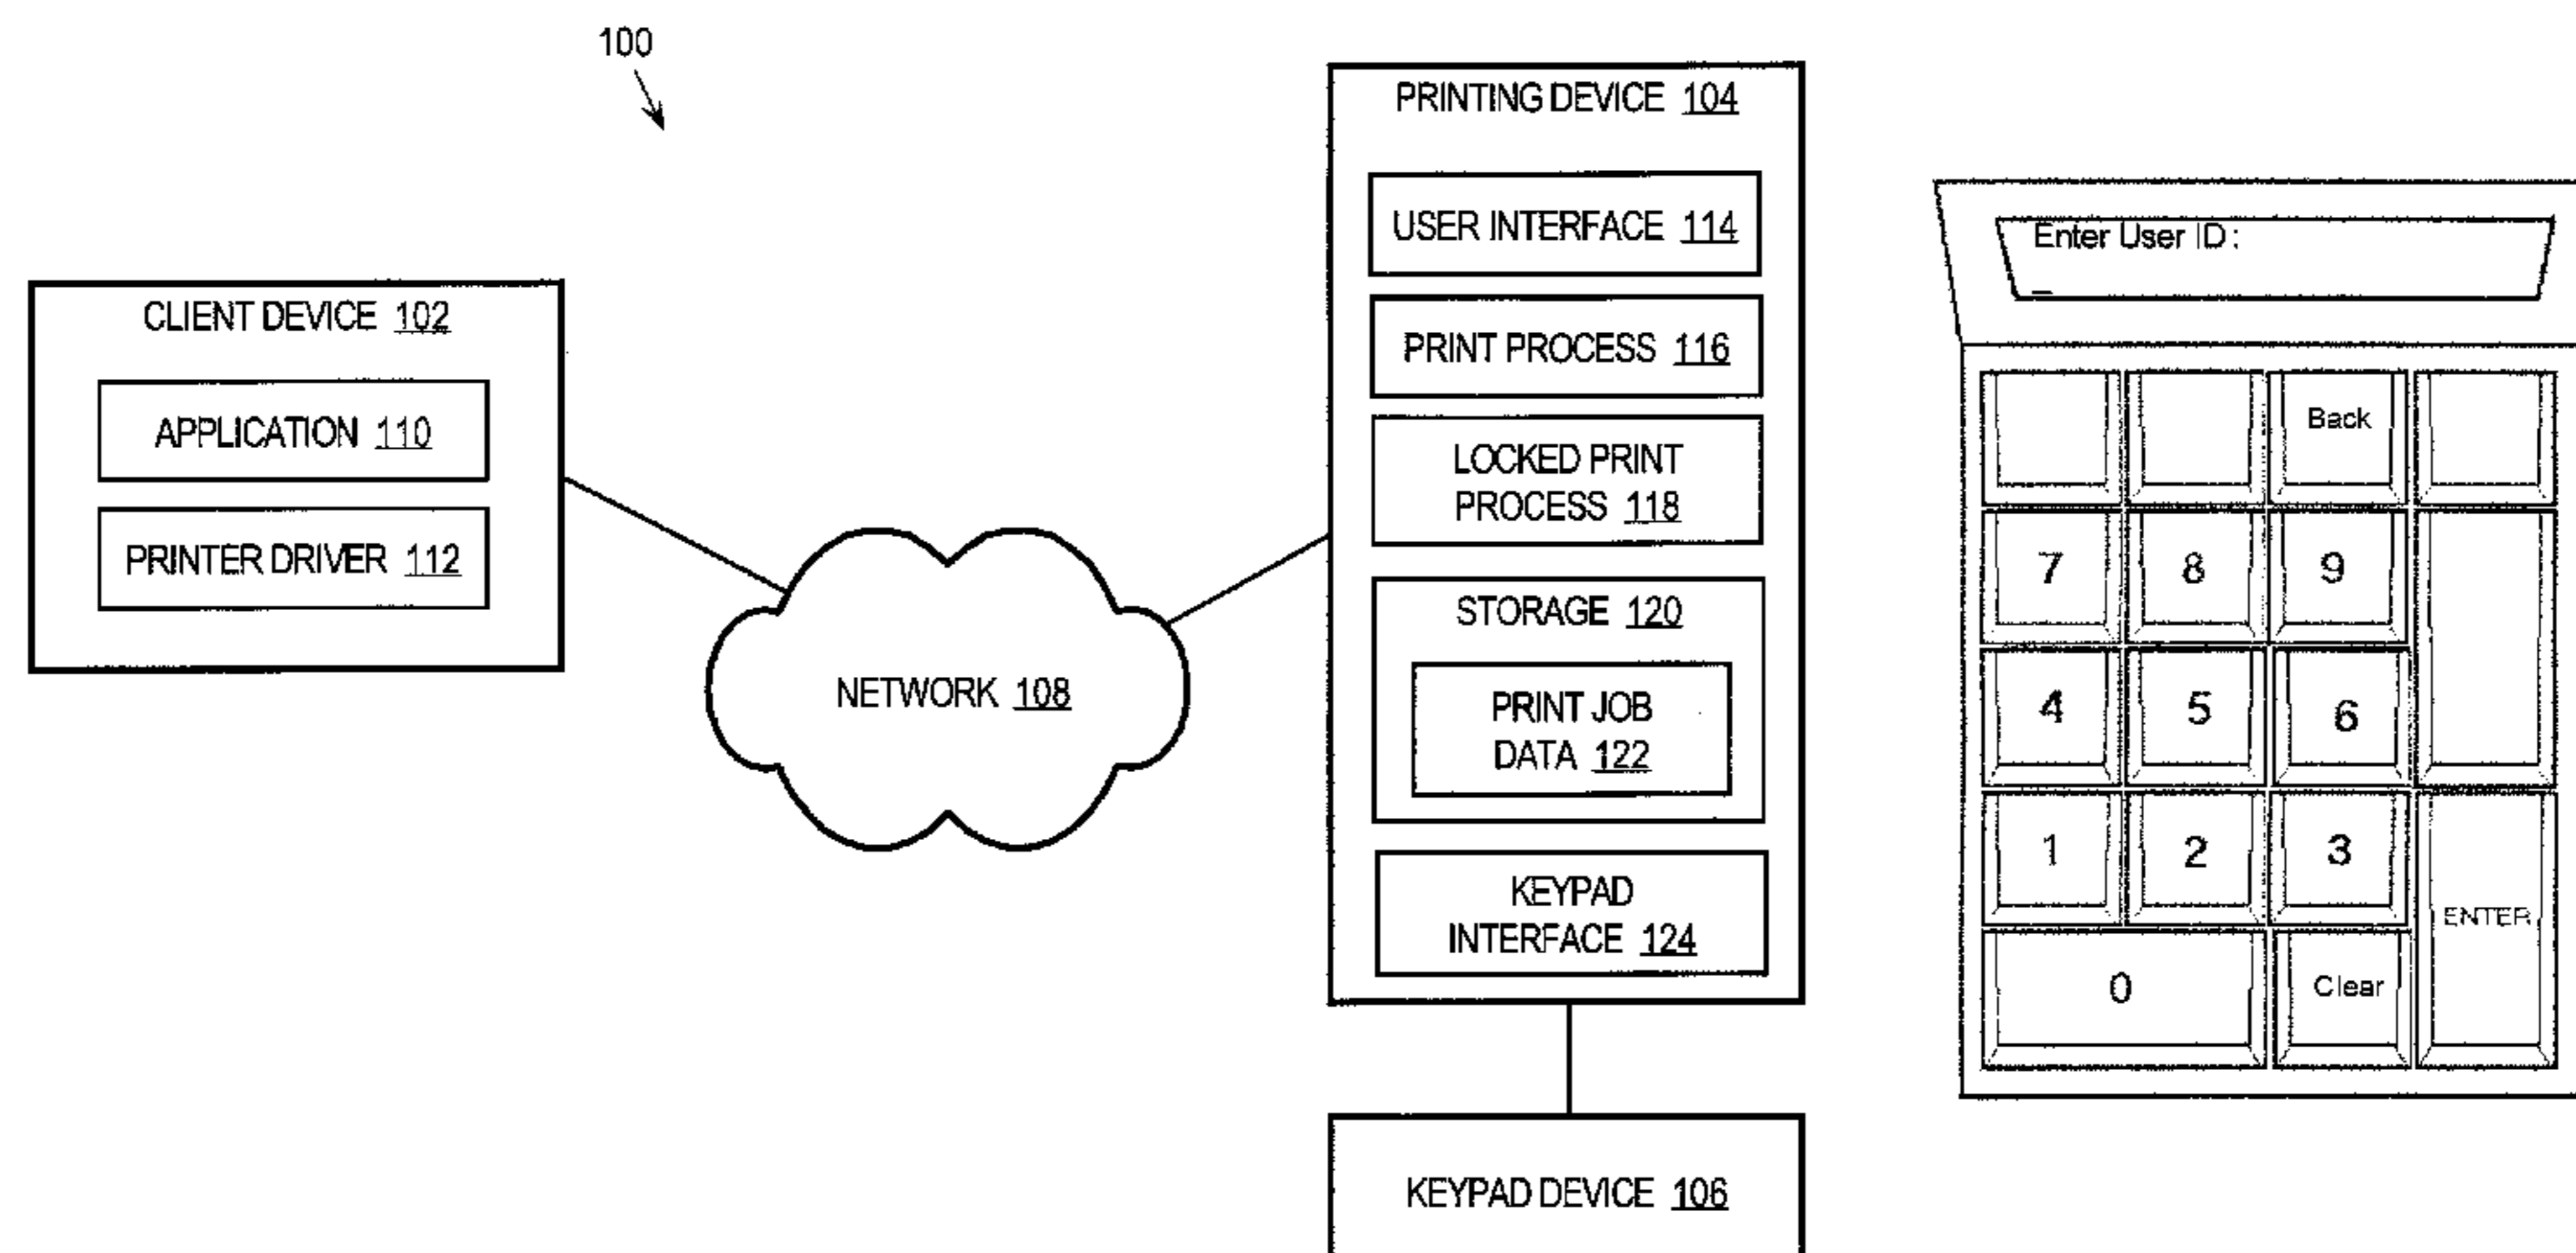 100
CLIENT DEVICE 102
APPLICATION 110
PRINTER DRIVER 112
NETWORK 108
PRINTING DEVICE 104
USER INTERFACE 114
PRINT PROCESS 116
LOCKED PRINT
PROCESS 118
STORAGE 120
PRINT JOB
DATA 122
KEYPAD
INTERFACE 124
KEYPAD DEVICE 106
Enter User ID :
_
Back
7 8 9
4 5 6
1 2 3
ENTER
0 Clear